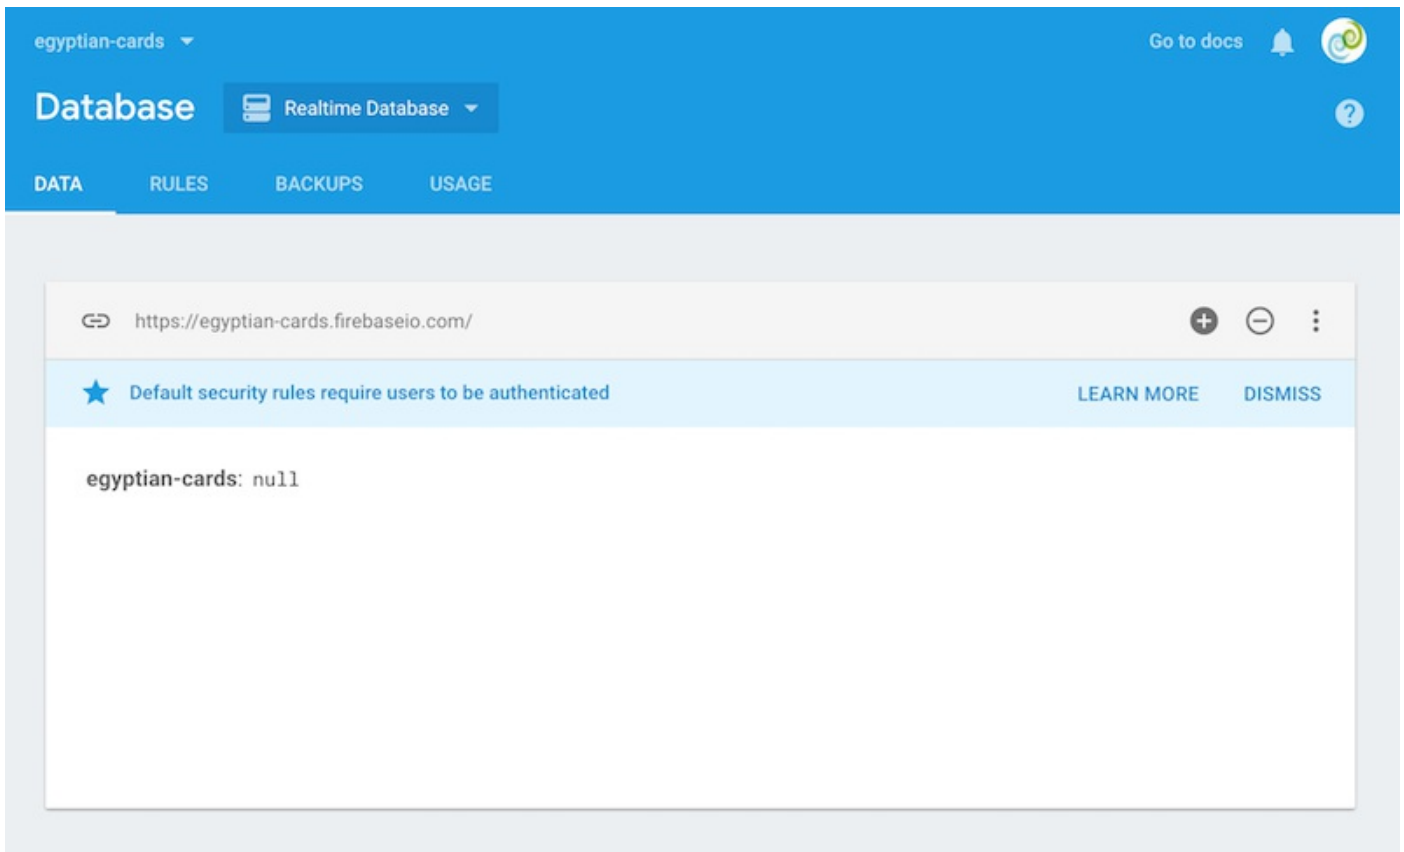 egyptian-cards Go to docs
Database Realtime Database
DATA RULES BACKUPS USAGE
https://egyptian-cards.firebaseio.com/
Default security rules require users to be authenticated LEARN MORE DISMISS
egyptian-cards: null